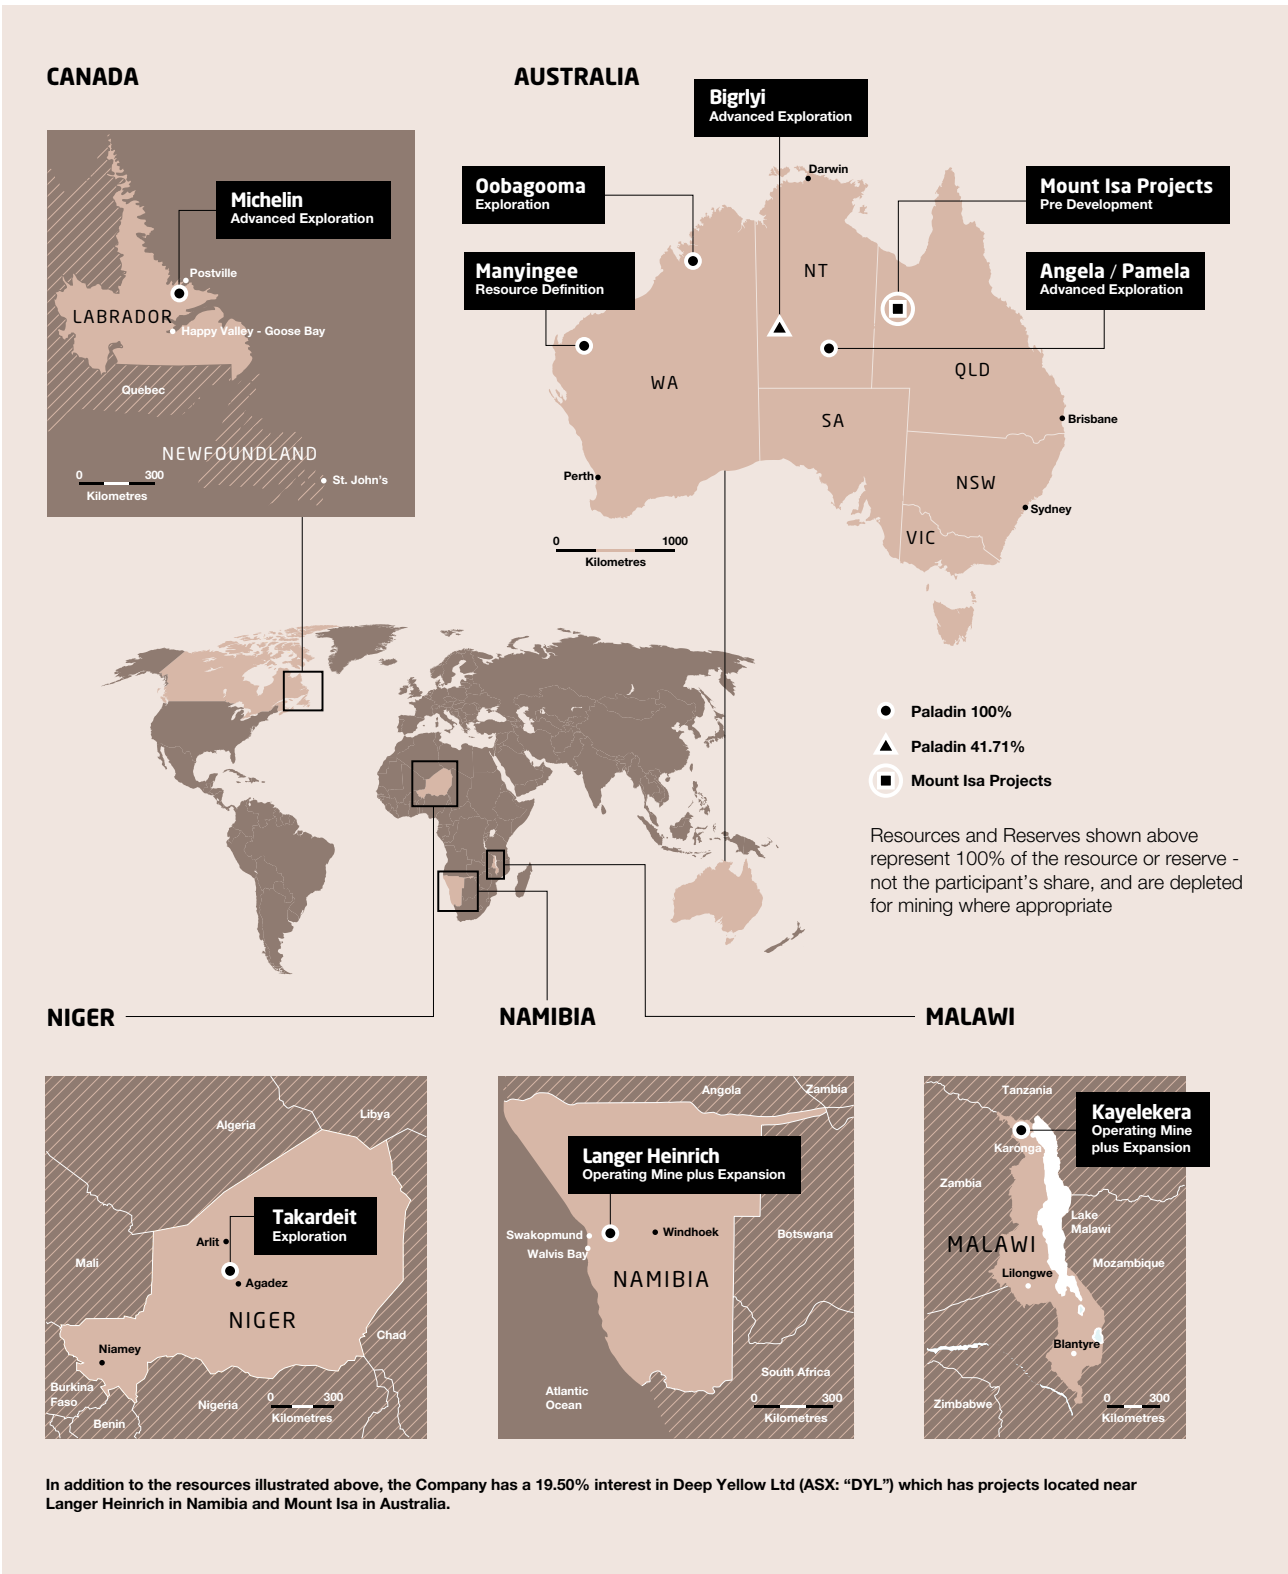 CANADA
Michelin
Advanced Exploration
Postville
LABRADOR
Happy Valley - Goose Bay
Quebec
NEWFOUNDLAND
0 300
Kilometres
St. John's
AUSTRALIA
Bigrlyi
Advanced Exploration
Oobagooma
Exploration
Darwin
Mount Isa Projects
Pre Development
Manyingee
Resource Definition
NT
Angela / Pamela
Advanced Exploration
WA
QLD
SA
Brisbane
Perth
NSW
Sydney
VIC
0 1000
Kilometres
Paladin 100%
Paladin 41.71%
Mount Isa Projects
Resources and Reserves shown above
represent 100% of the resource or reserve -
not the participant's share, and are depleted
for mining where appropriate
NIGER
Algeria
Libya
Takardeit
Exploration
Arlit
Mali
Agadez
NIGER
Chad
Niamey
Burkina
Faso
Benin
Nigeria
0 300
Kilometres
NAMIBIA
Angola
Zambia
Langer Heinrich
Operating Mine plus Expansion
Swakopmund
Walvis Bay
Windhoek
Botswana
NAMIBIA
South Africa
Atlantic
Ocean
0 300
Kilometres
MALAWI
Tanzania
Kayelekera
Operating Mine
plus Expansion
Karonga
Zambia
Lake
Malawi
MALAWI
Mozambique
Lilongwe
Blantyre
Zimbabwe
0 300
Kilometres
In addition to the resources illustrated above, the Company has a 19.50% interest in Deep Yellow Ltd (ASX: “DYL”) which has projects located near
Langer Heinrich in Namibia and Mount Isa in Australia.